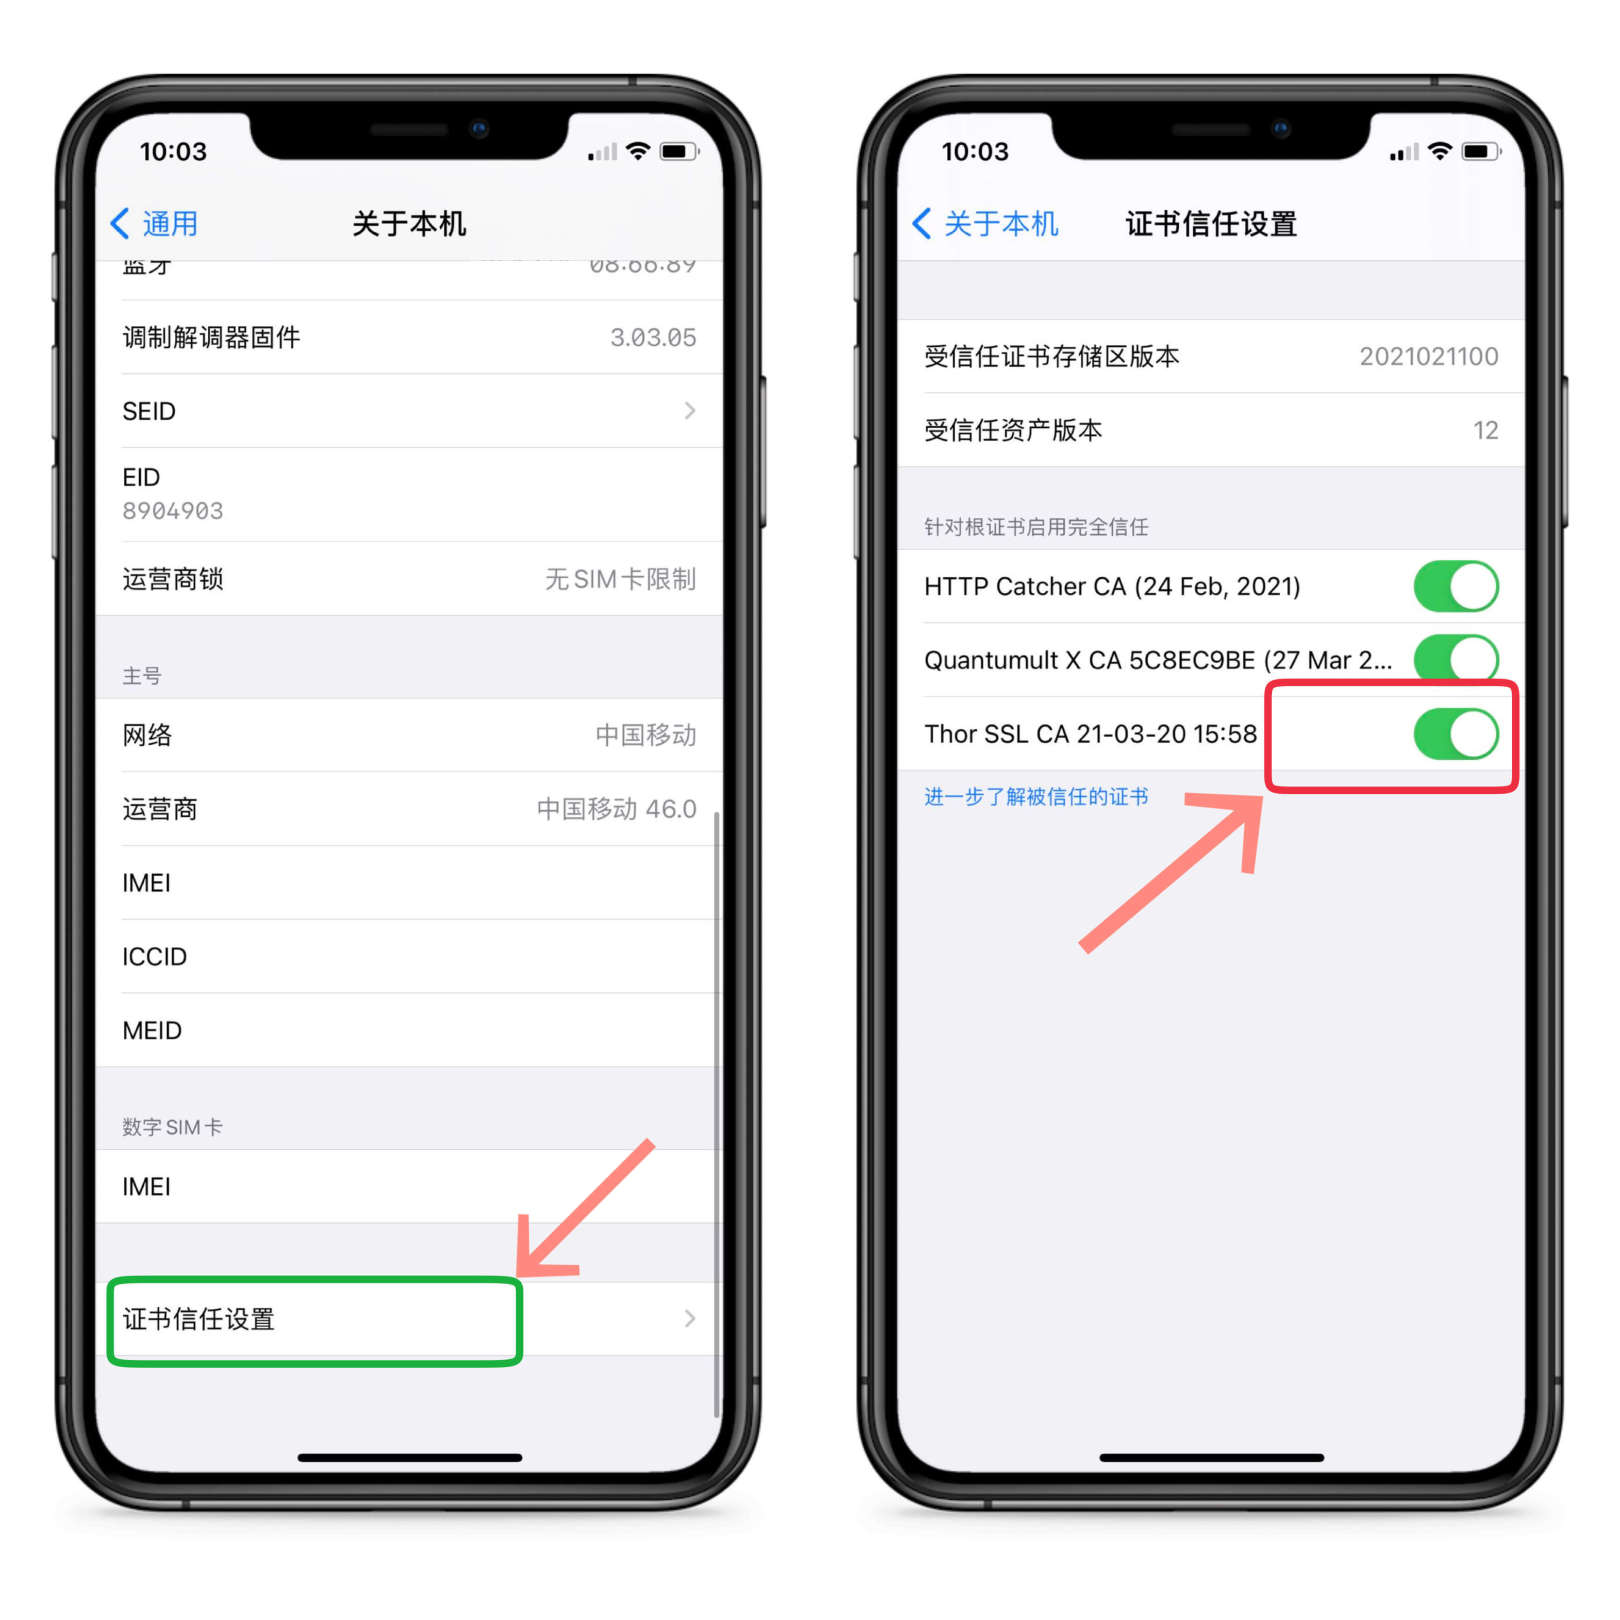 10:03
通用
关于本机
蓝牙
08:66:89
调制解调器固件
3.03.05
SEID
EID
8904903
运营商锁
无 SIM 卡限制
主号
网络
中国移动
运营商
中国移动 46.0
IMEI
ICCID
MEID
数字 SIM 卡
IMEI
证书信任设置
10:03
关于本机
证书信任设置
受信任证书存储区版本
2021021100
受信任资产版本
12
针对根证书启用完全信任
HTTP Catcher CA (24 Feb, 2021)
Quantumult X CA 5C8EC9BE (27 Mar 2...
Thor SSL CA 21-03-20 15:58
进一步了解被信任的证书